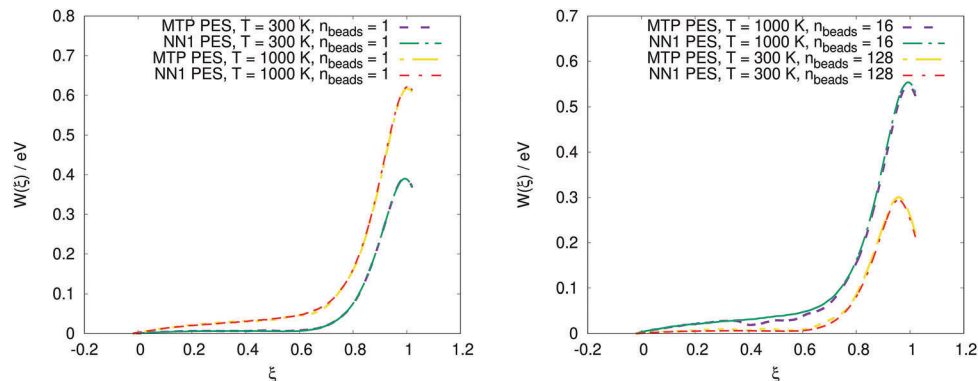 MTP PES, T = 300 K, n_beads = 1
NN1 PES, T = 300 K, n_beads = 1
MTP PES, T = 1000 K, n_beads = 1
NN1 PES, T = 1000 K, n_beads = 1
0.8
0.7
0.6
0.5
0.4
0.3
0.2
0.1
0
W(ξ) / eV
-0.2 0 0.2 0.4 0.6 0.8 1 1.2
ξ
MTP PES, T = 1000 K, n_beads = 16
NN1 PES, T = 1000 K, n_beads = 16
MTP PES, T = 300 K, n_beads = 128
NN1 PES, T = 300 K, n_beads = 128
0.7
0.6
0.5
0.4
0.3
0.2
0.1
0
W(ξ) / eV
-0.2 0 0.2 0.4 0.6 0.8 1 1.2
ξ